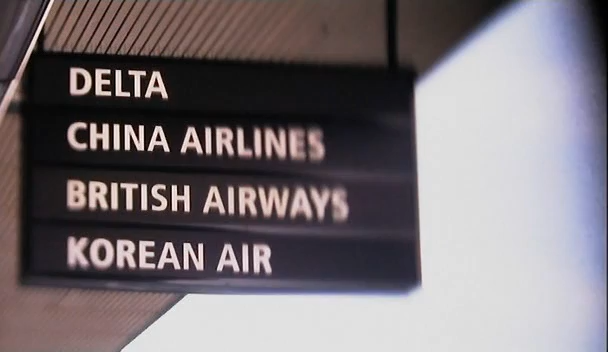 DELTA
CHINA AIRLINES
BRITISH AIRWAYS
KOREAN AIR